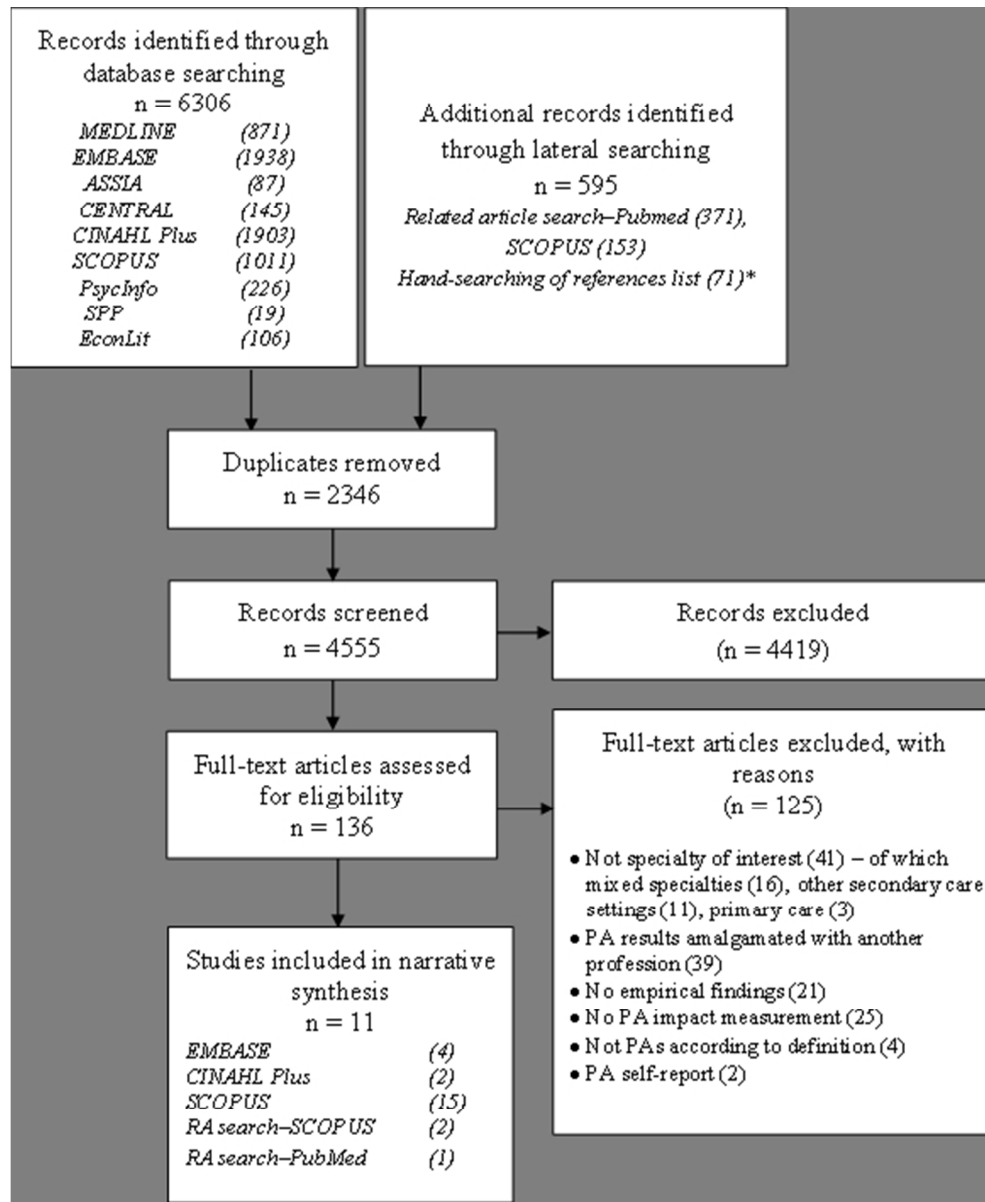 Records identified through
database searching
n = 6306
MEDLINE (871)
EMBASE (1938)
ASSIA (87)
CENTRAL (145)
CINAHL Plus (1903)
SCOPUS (1011)
PsycInfo (226)
SPP (19)
EconLit (106)
Additional records identified
through lateral searching
n = 595
Related article search–Pubmed (371),
SCOPUS (153)
Hand-searching of references list (71)*
Duplicates removed
n = 2346
Records screened
n = 4555
Records excluded
(n = 4419)
Full-text articles assessed
for eligibility
n = 136
Full-text articles excluded, with
reasons
(n = 125)
• Not specialty of interest (41) – of which
mixed specialties (16), other secondary care
settings (11), primary care (3)
• PA results amalgamated with another
profession (39)
• No empirical findings (21)
• No PA impact measurement (25)
• Not PAs according to definition (4)
• PA self-report (2)
Studies included in narrative
synthesis
n = 11
EMBASE (4)
CINAHL Plus (2)
SCOPUS (15)
RA search–SCOPUS (2)
RA search–PubMed (1)